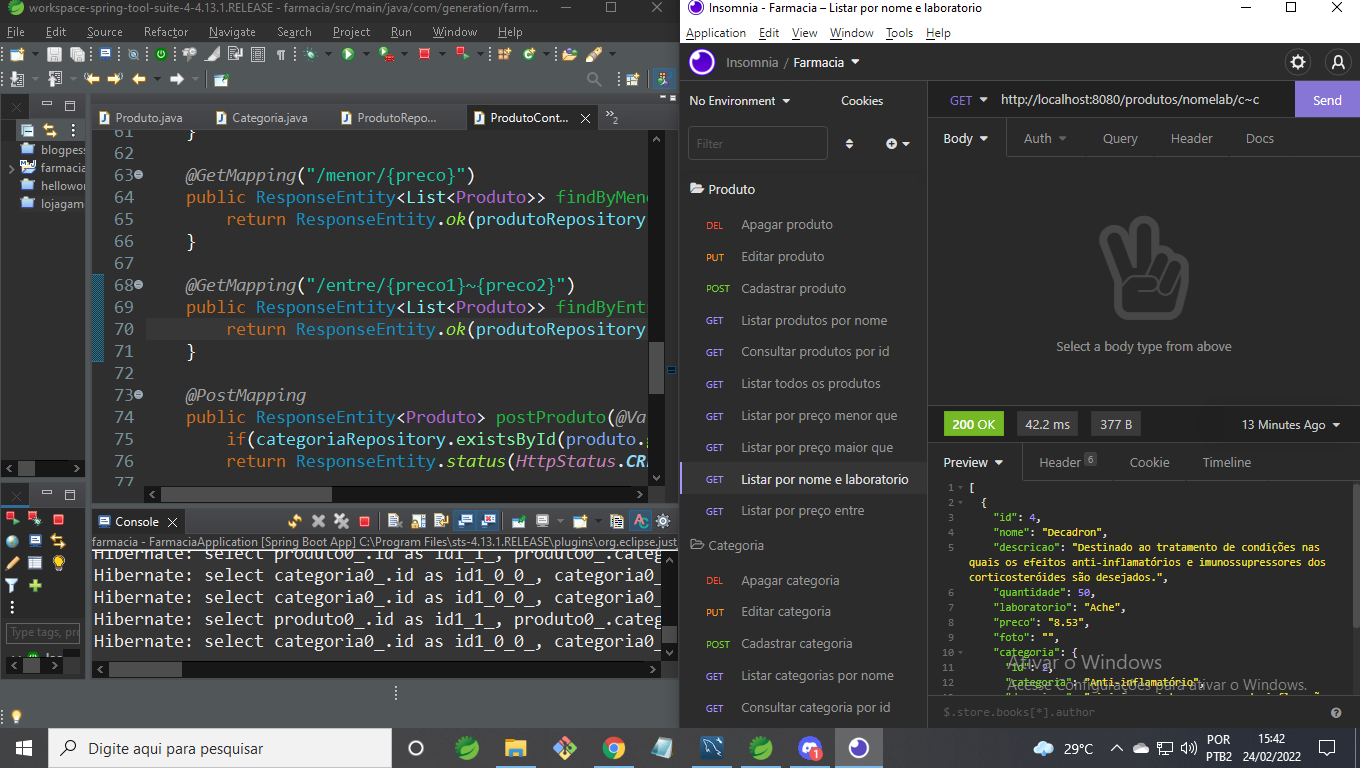 workspace-spring-tool-suite-4-4.13.1.RELEASE - farmacia/src/main/java/com/generation/farm...
File Edit Source Refactor Navigate Search Project Run Window Help
Produto.java
Categoria.java
ProdutoRepo...
ProdutoCont...
»2
blogpess
farmacia
hellowor
lojagam
61 }
62
63 @GetMapping("/menor/{preco}")
64 public ResponseEntity<List<Produto>> findByMeno
65 return ResponseEntity.ok(produtoRepository
66 }
67
68 @GetMapping("/entre/{preco1}~{preco2}")
69 public ResponseEntity<List<Produto>> findByEnt
70 return ResponseEntity.ok(produtoRepository
71 }
72
73 @PostMapping
74 public ResponseEntity<Produto> postProduto(@Va
75 if(categoriaRepository.existsById(produto.g
76 return ResponseEntity.status(HttpStatus.CRE
77
Console
farmacia - FarmaciaApplication [Spring Boot App] C:\Program Files\sts-4.13.1.RELEASE\plugins\org.eclipse.just
Hibernate: select produto0_.id as id1_1_, produto0_.cate
Hibernate: select categoria0_.id as id1_0_0_, categoria0_
Hibernate: select categoria0_.id as id1_0_0_, categoria0_
Hibernate: select produto0_.id as id1_1_, produto0_.cate
Hibernate: select categoria0_.id as id1_0_0_, categoria0_
Type tags, pro
Insomnia - Farmacia – Listar por nome e laboratorio
Application Edit View Window Tools Help
Insomnia / Farmacia
No Environment
Cookies
Filter
Produto
DEL Apagar produto
PUT Editar produto
POST Cadastrar produto
GET Listar produtos por nome
GET Consultar produtos por id
GET Listar todos os produtos
GET Listar por preço menor que
GET Listar por preço maior que
GET Listar por nome e laboratorio
GET Listar por preço entre
Categoria
DEL Apagar categoria
PUT Editar categoria
POST Cadastrar categoria
GET Listar categorias por nome
GET Consultar categoria por id
GET http://localhost:8080/produtos/nomelab/c~c Send
Body Auth Query Header Docs
Select a body type from above
200 OK 42.2 ms 377 B 13 Minutes Ago
Preview Header 6 Cookie Timeline
1 [
2 {
3 "id": 4,
4 "nome": "Decadron",
5 "descricao": "Destinado ao tratamento de condições nas
quais os efeitos anti-inflamatórios e imunossupressores dos
corticosteróides são desejados.",
6 "quantidade": 50,
7 "laboratorio": "Ache",
8 "preco": "8.53",
9 "foto": "",
10 "categoria": {
11 "id": 2,
12 "categoria": "Anti-inflamatório",
Ativar o Windows
Acesse Configurações para ativar o Windows.
$.store.books[*].author
Digite aqui para pesquisar
1
29°C
POR
PTB2
15:42
24/02/2022